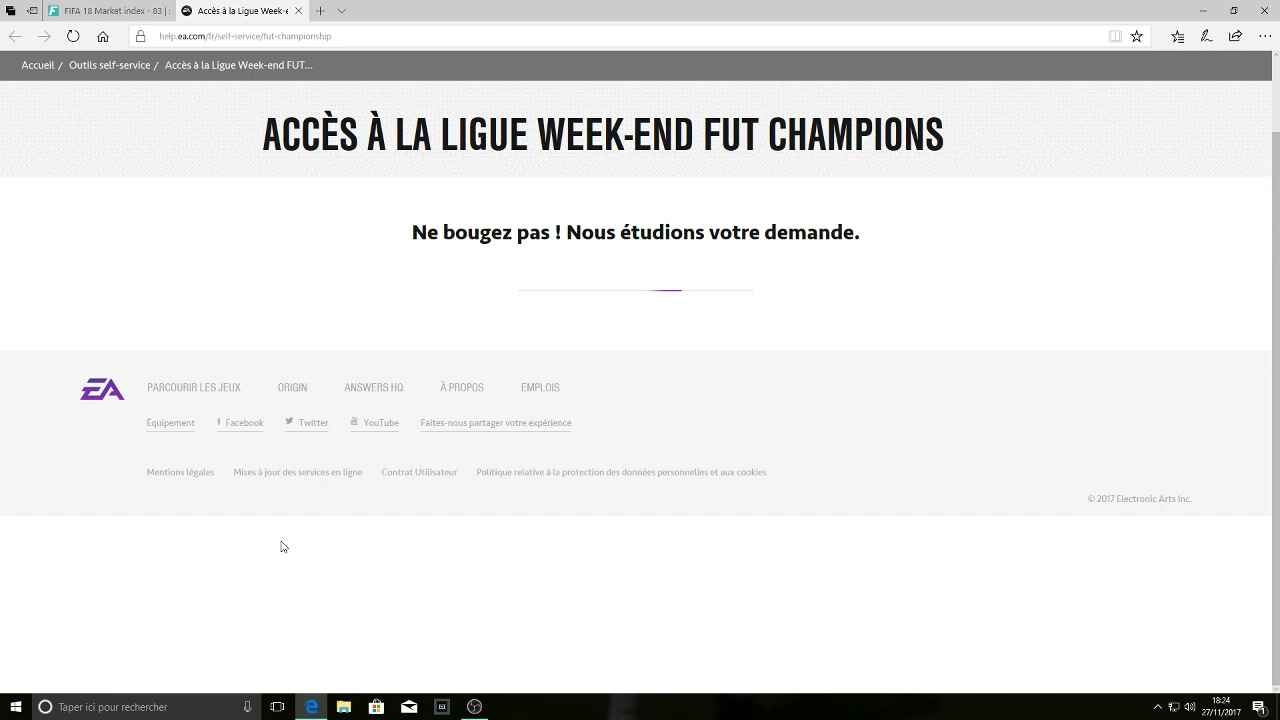 FIFA 18 Market index - 83 |
Accès à la Ligue Week-e
help.ea.com/fr/self-service/fut-championship
Accueil / Outils self-service / Accès à la Ligue Week-end FUT...
ACCÈS À LA LIGUE WEEK-END FUT CHAMPIONS
Ne bougez pas ! Nous étudions votre demande.
EA PARCOURIR LES JEUX ORIGIN ANSWERS HQ À PROPOS EMPLOIS
Équipement Facebook Twitter YouTube Faites-nous partager votre expérience
Mentions légales Mises à jour des services en ligne Contrat Utilisateur Politique relative à la protection des données personnelles et aux cookies
© 2017 Electronic Arts Inc.
Taper ici pour rechercher
18:24
27/11/2017